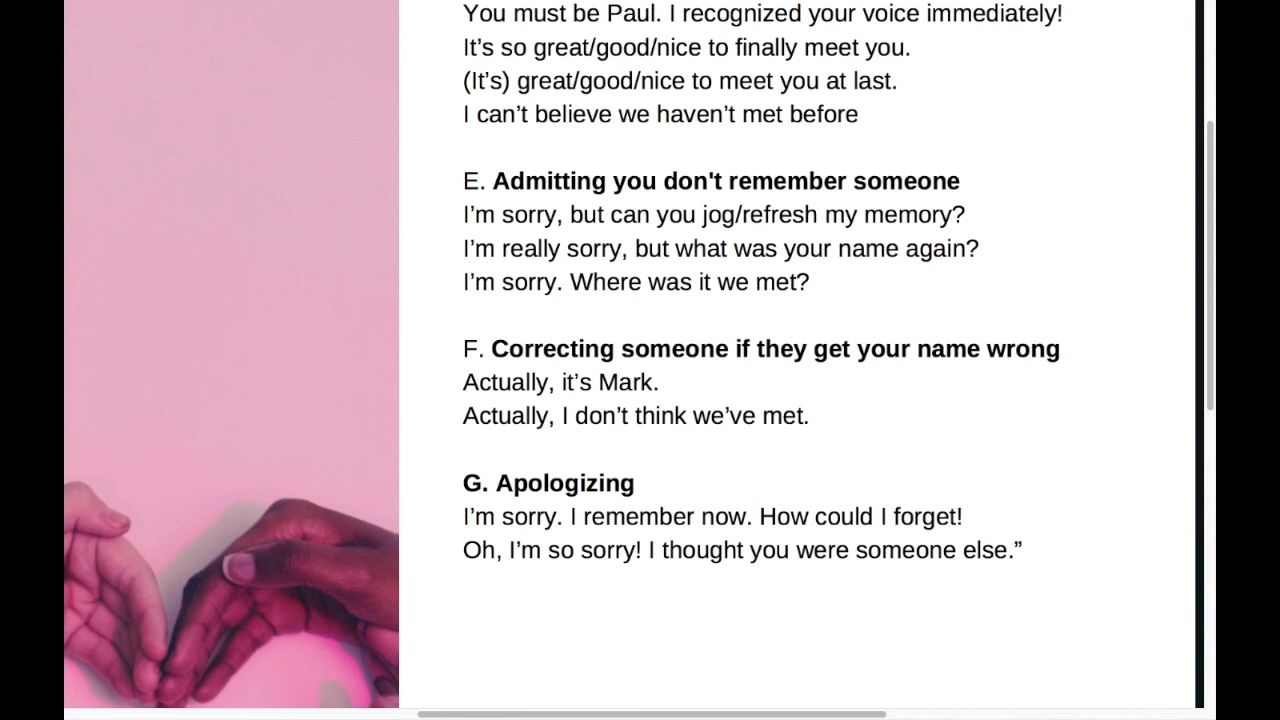 You must be Paul. I recognized your voice immediately!
It’s so great/good/nice to finally meet you.
(It’s) great/good/nice to meet you at last.
I can’t believe we haven’t met before
E. Admitting you don't remember someone
I’m sorry, but can you jog/refresh my memory?
I’m really sorry, but what was your name again?
I’m sorry. Where was it we met?
F. Correcting someone if they get your name wrong
Actually, it’s Mark.
Actually, I don’t think we’ve met.
G. Apologizing
I’m sorry. I remember now. How could I forget!
Oh, I’m so sorry! I thought you were someone else.”